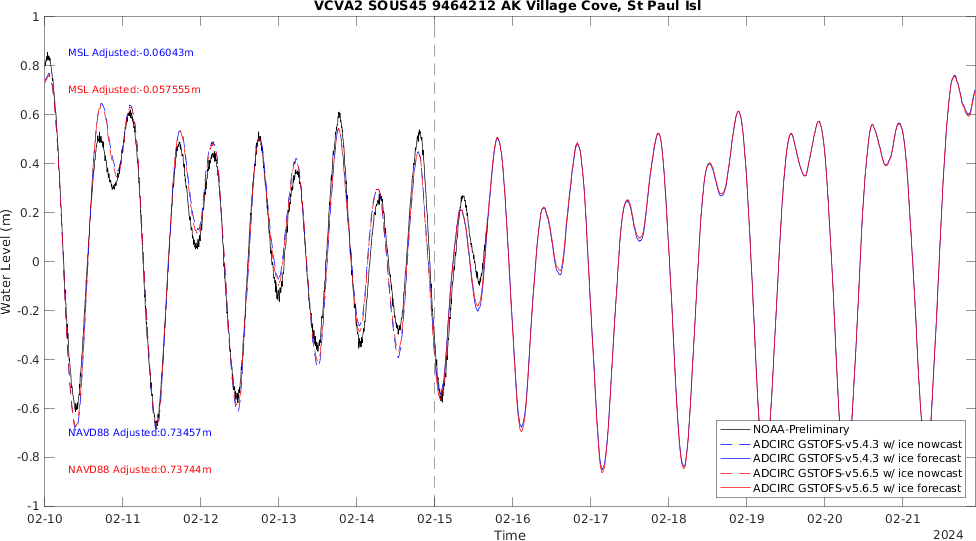 VCVA2 SOUS45 9464212 AK Village Cove, St Paul Isl
1
0.8
0.6
0.4
0.2
0
-0.2
-0.4
-0.6
-0.8
-1
Water Level (m)
MSL Adjusted:-0.06043m
MSL Adjusted:-0.057555m
NAVD88 Adjusted:0.73457m
NAVD88 Adjusted:0.73744m
NOAA-Preliminary
ADCIRC GSTOFS-v5.4.3 w/ ice nowcast
ADCIRC GSTOFS-v5.4.3 w/ ice forecast
ADCIRC GSTOFS-v5.6.5 w/ ice nowcast
ADCIRC GSTOFS-v5.6.5 w/ ice forecast
02-10 02-11 02-12 02-13 02-14 02-15 02-16 02-17 02-18 02-19 02-20 02-21
Time
2024